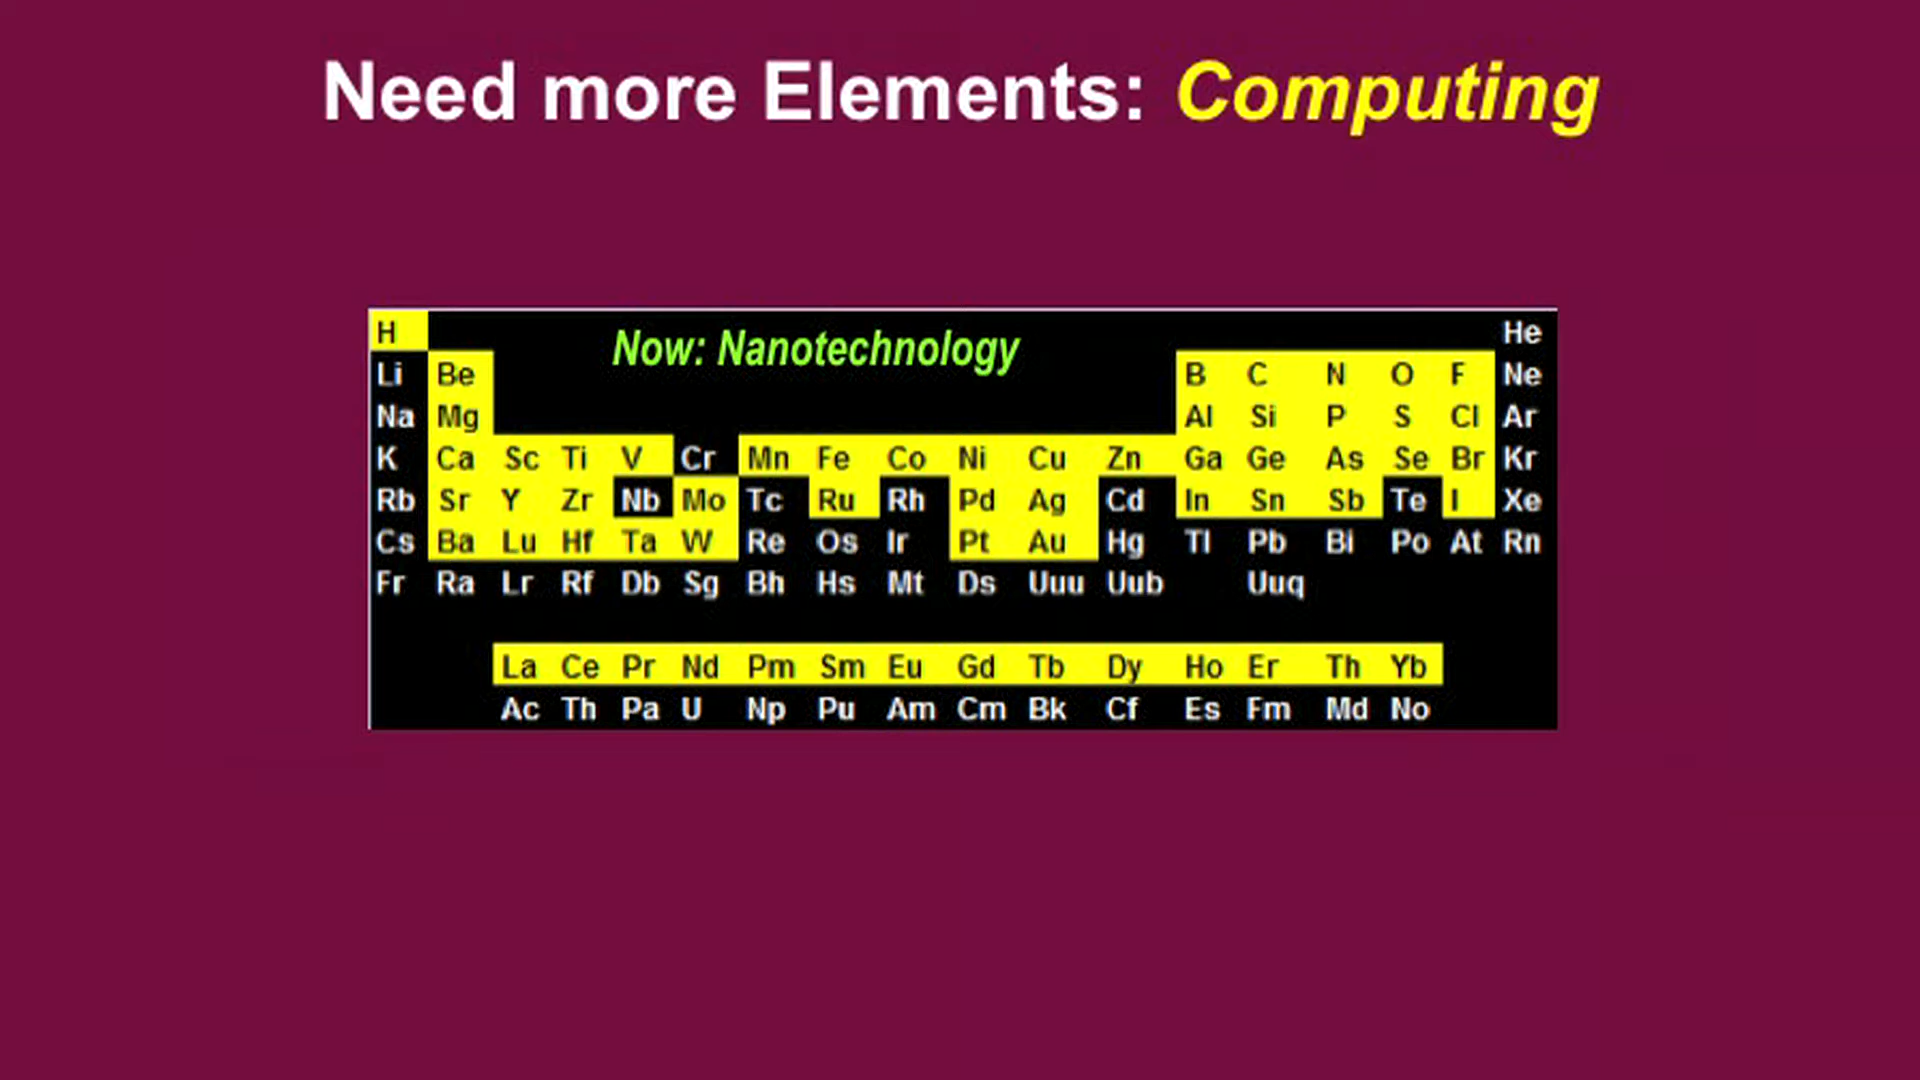 Need more Elements: Computing
Now: Nanotechnology
H He
Li Be B C N O F Ne
Na Mg Al Si P S Cl Ar
K Ca Sc Ti V Cr Mn Fe Co Ni Cu Zn Ga Ge As Se Br Kr
Rb Sr Y Zr Nb Mo Tc Ru Rh Pd Ag Cd In Sn Sb Te I Xe
Cs Ba Lu Hf Ta W Re Os Ir Pt Au Hg Tl Pb Bi Po At Rn
Fr Ra Lr Rf Db Sg Bh Hs Mt Ds Uuu Uub Uuq
La Ce Pr Nd Pm Sm Eu Gd Tb Dy Ho Er Th Yb
Ac Th Pa U Np Pu Am Cm Bk Cf Es Fm Md No